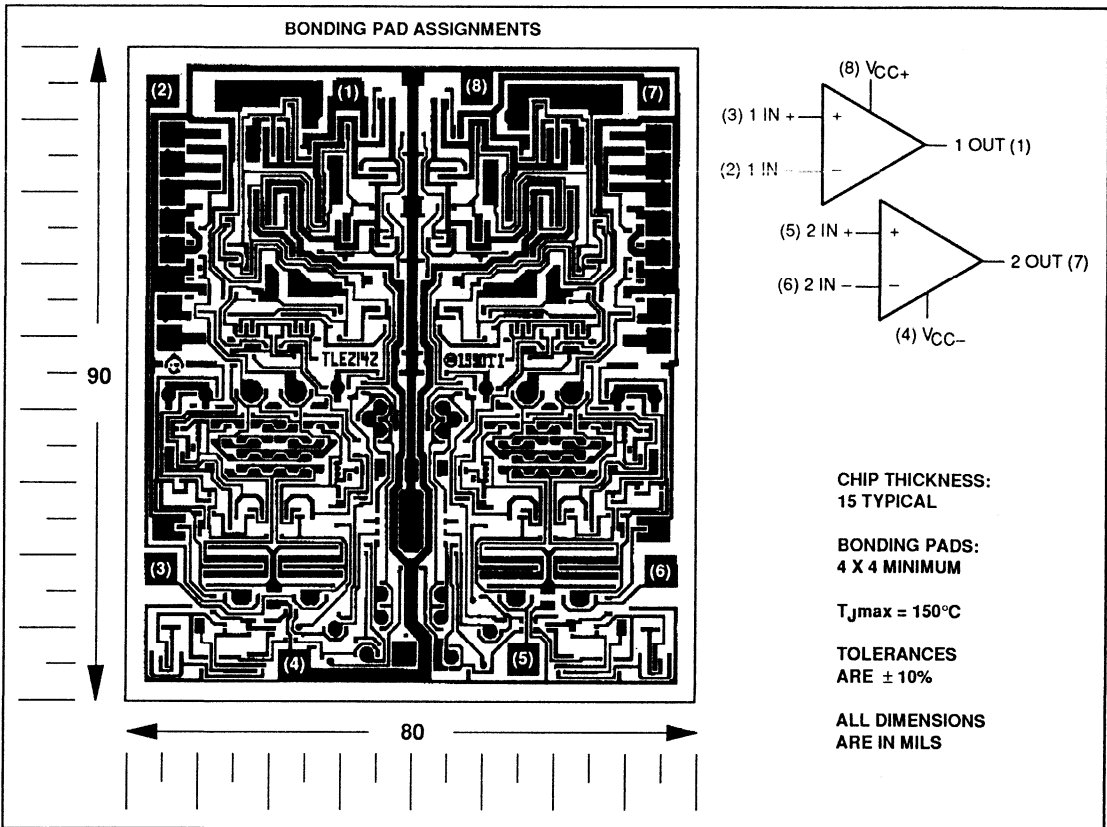 BONDING PAD ASSIGNMENTS
(2)
(1)
(8)
(7)
TLE2142
©1990TI
(3)
(6)
(4)
(5)
90
80
(8) VCC+
(3) 1 IN +
+
1 OUT (1)
(2) 1 IN −
−
(5) 2 IN +
+
2 OUT (7)
(6) 2 IN −
−
(4) VCC−
CHIP THICKNESS:
15 TYPICAL
BONDING PADS:
4 X 4 MINIMUM
TJmax = 150°C
TOLERANCES
ARE ± 10%
ALL DIMENSIONS
ARE IN MILS